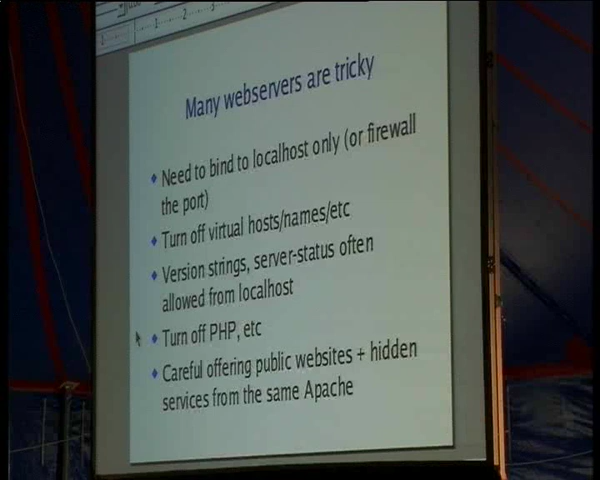 Many webservers are tricky
Need to bind to localhost only (or firewall
the port)
Turn off virtual hosts/names/etc
Version strings, server-status often
allowed from localhost
Turn off PHP, etc
Careful offering public websites + hidden
services from the same Apache